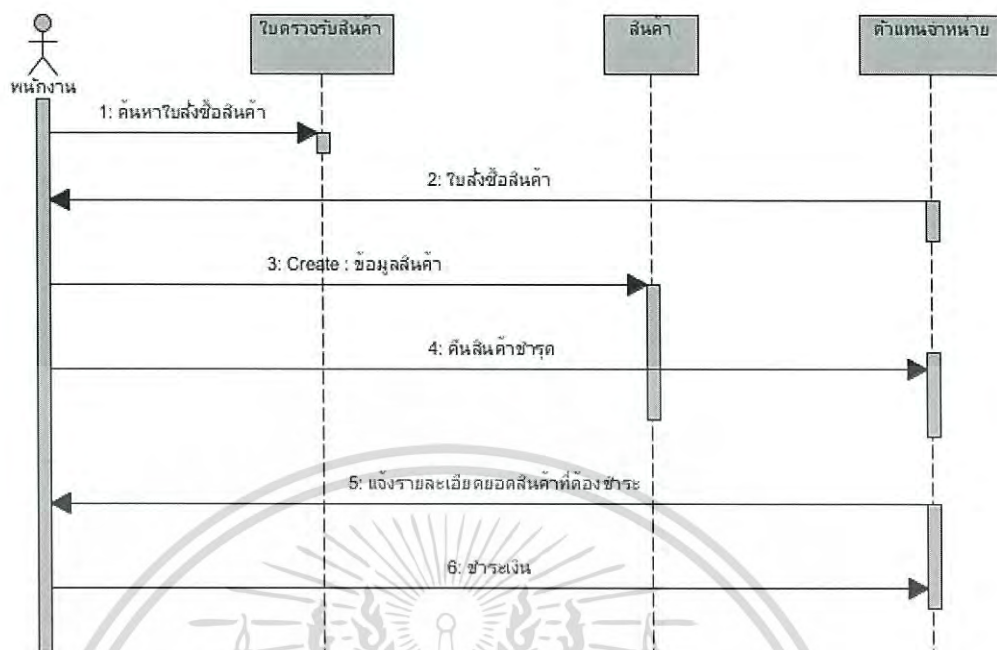 ใบตรวจรับสินค้า
สินค้า
ตัวแทนจำหน่าย
พนักงาน
1: ค้นหาใบสั่งซื้อสินค้า
2: ใบสั่งซื้อสินค้า
3: Create : ข้อมูลสินค้า
4: คืนสินค้าชำรุด
5: แจ้งรายละเอียดยอดสินค้าที่ต้องชำระ
6: ชำระเงิน